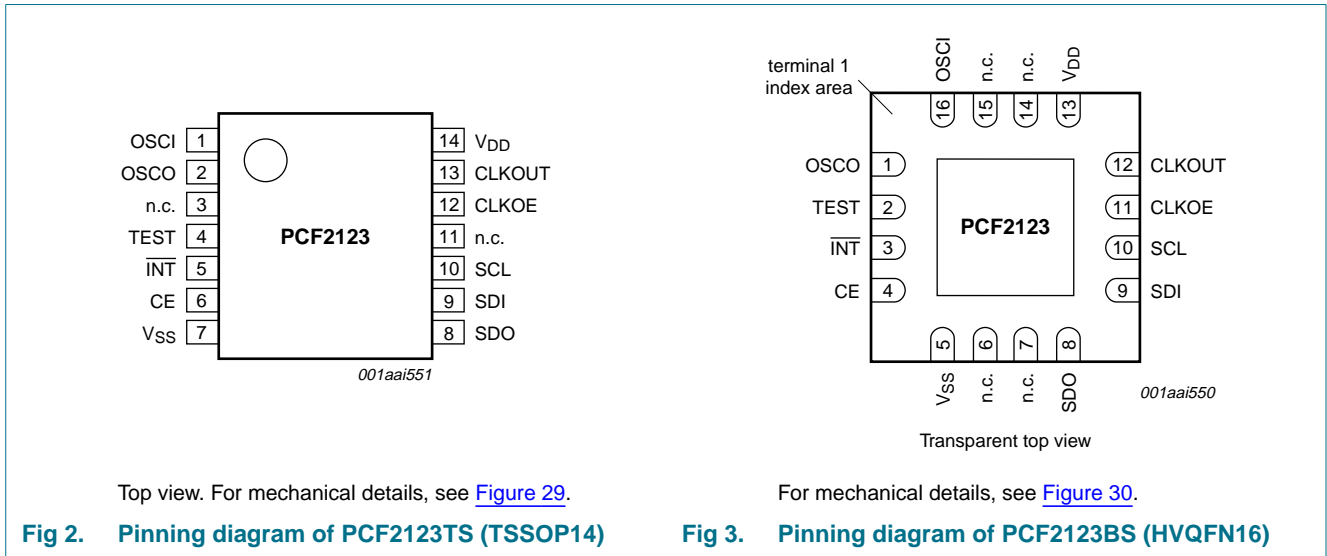 OSCI 1
OSCO 2
n.c. 3
TEST 4
INT 5
CE 6
VSS 7
PCF2123
14 VDD
13 CLKOUT
12 CLKOE
11 n.c.
10 SCL
9 SDI
8 SDO
001aai551
Top view. For mechanical details, see Figure 29.
Fig 2. Pinning diagram of PCF2123TS (TSSOP14)
terminal 1
index area
OSCI n.c. n.c. VDD
16 15 14 13
OSCO 1
TEST 2
INT 3
CE 4
PCF2123
12 CLKOUT
11 CLKOE
10 SCL
9 SDI
5 6 7 8
VSS n.c. n.c. SDO
001aai550
Transparent top view
For mechanical details, see Figure 30.
Fig 3. Pinning diagram of PCF2123BS (HVQFN16)